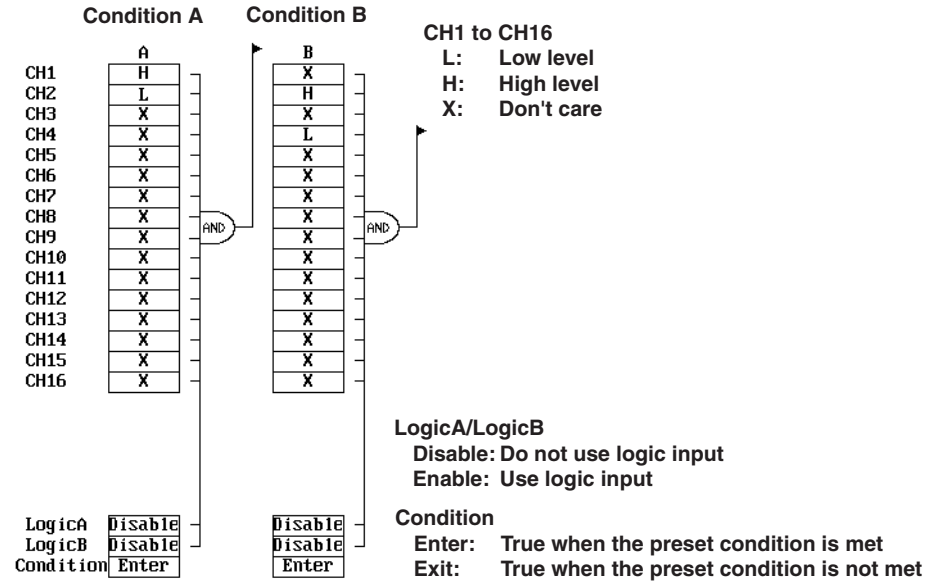 Condition A Condition B
A B
CH1 H X
CH2 L H
CH3 X X
CH4 X L
CH5 X X
CH6 X X
CH7 X X
CH8 X X
CH9 X X
CH10 X X
CH11 X X
CH12 X X
CH13 X X
CH14 X X
CH15 X X
CH16 X X
AND AND
LogicA Disable Disable
LogicB Disable Disable
Condition Enter Enter
CH1 to CH16
L: Low level
H: High level
X: Don't care
LogicA/LogicB
Disable: Do not use logic input
Enable: Use logic input
Condition
Enter: True when the preset condition is met
Exit: True when the preset condition is not met